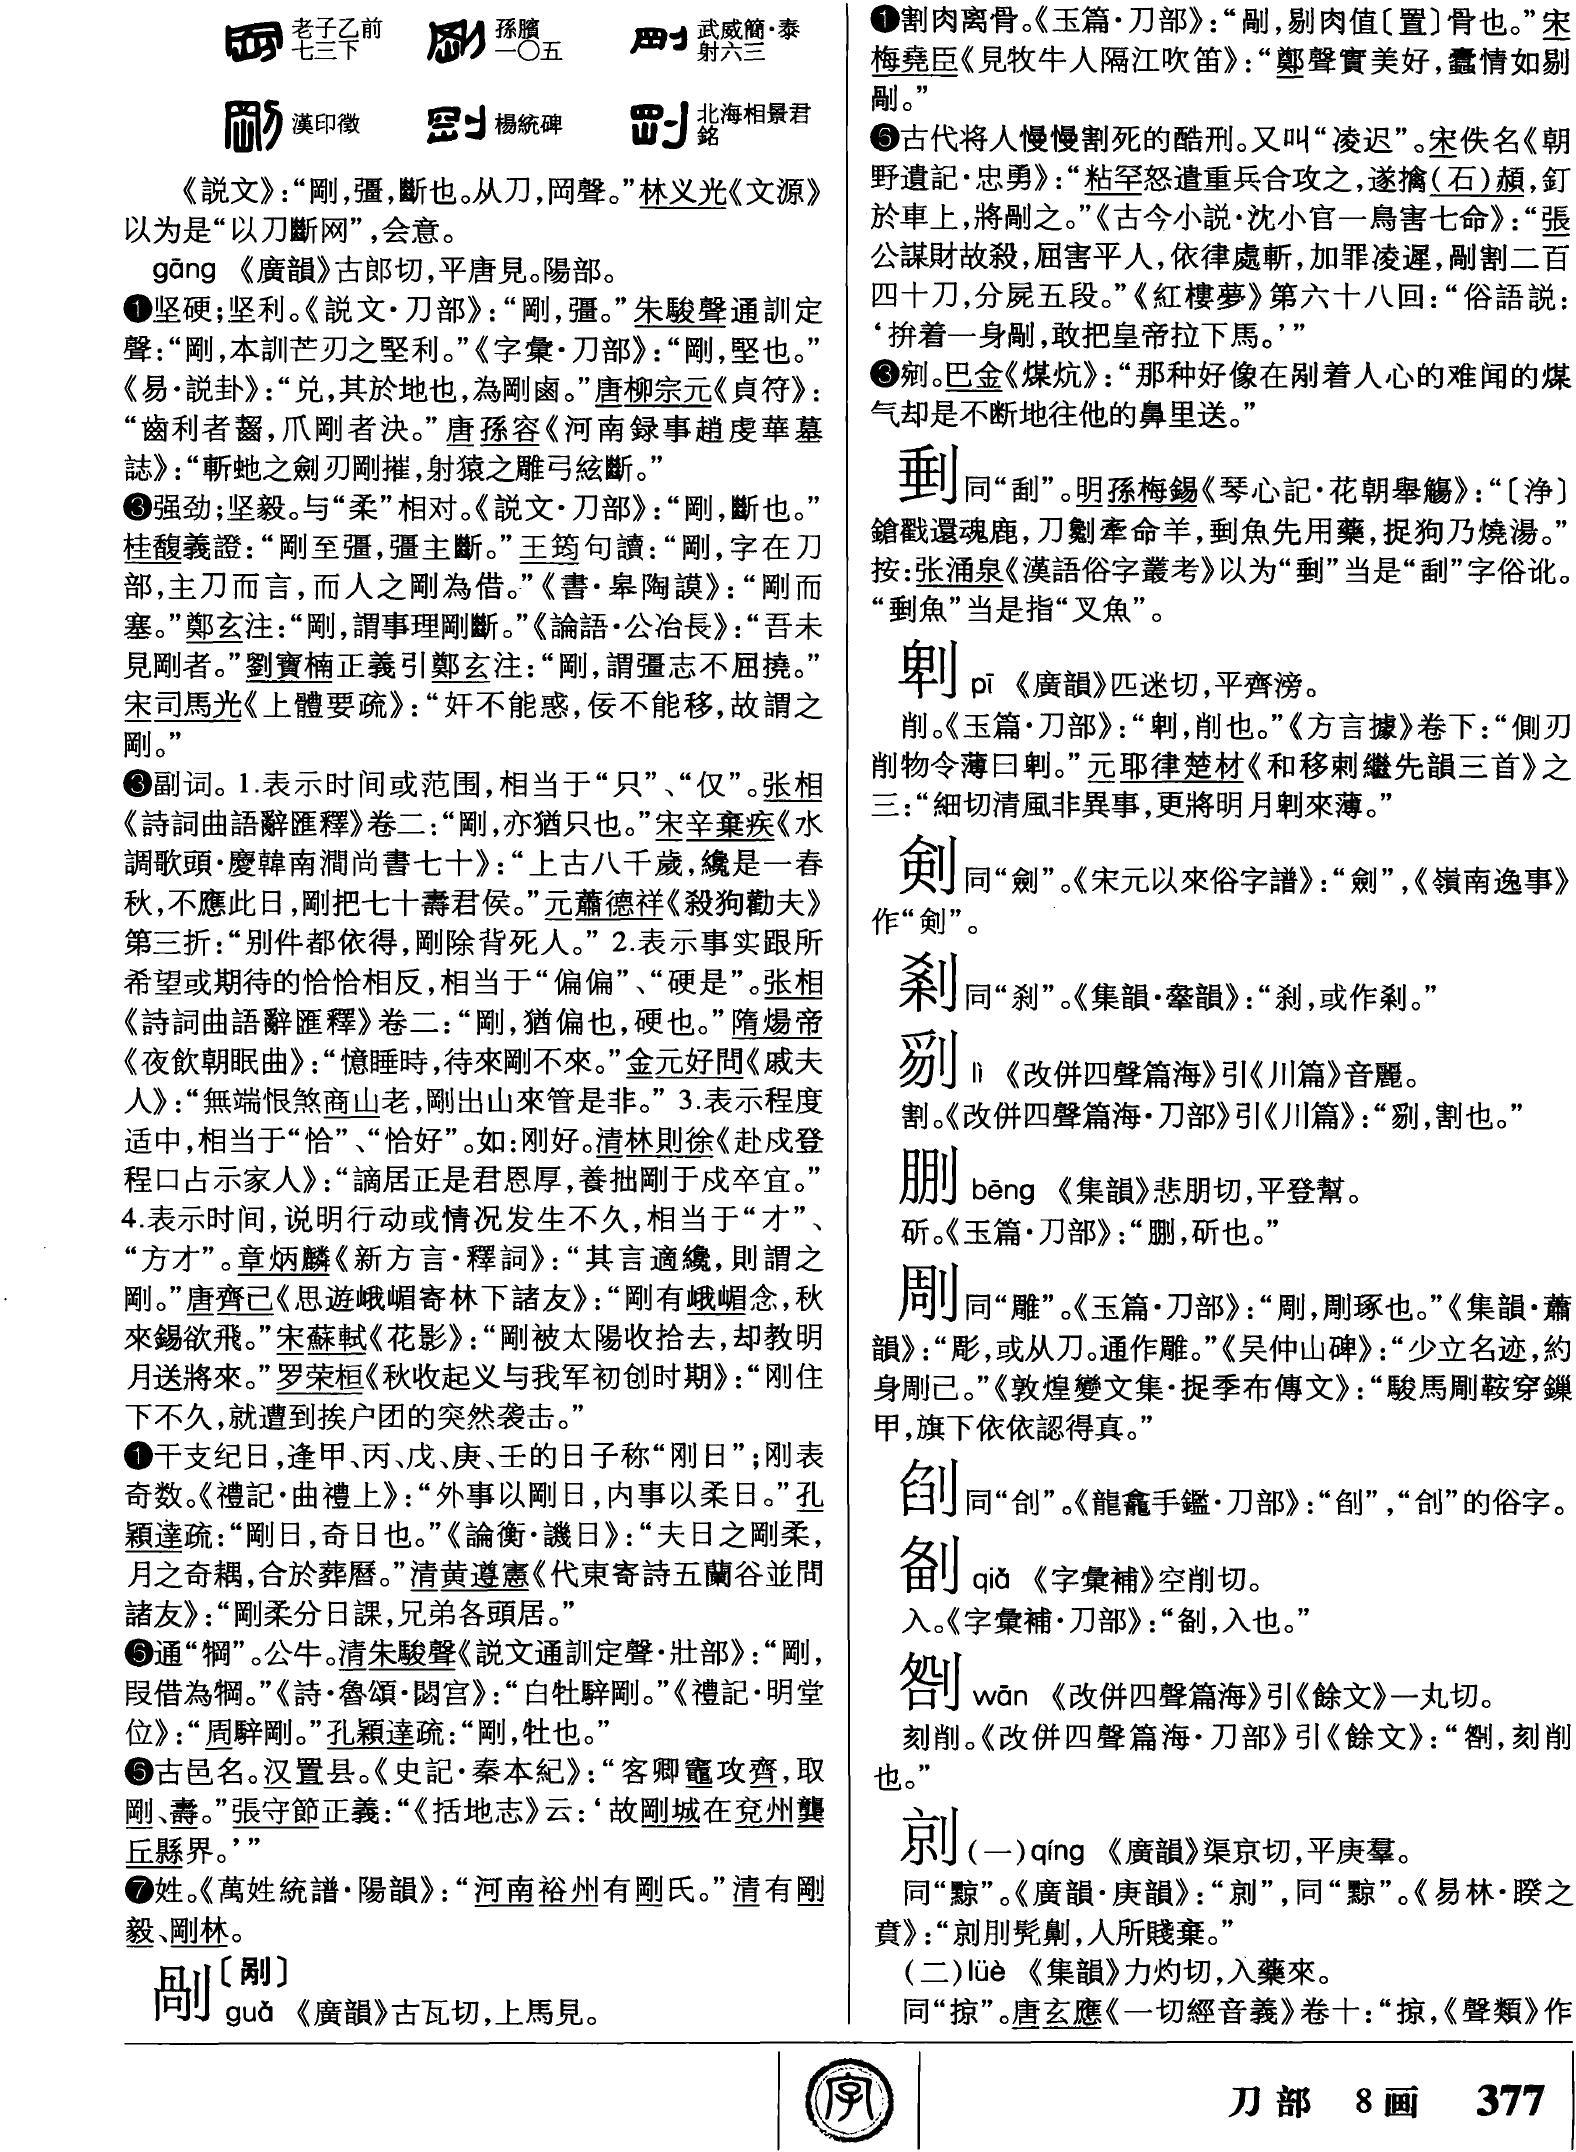 老子乙前
七三下
孫臏
一〇五
武威簡·泰
射六三
漢印徵
楊統碑
北海相景君
銘
《説文》：“剛，彊，斷也。从刀，岡聲。”林义光《文源》
以为是“以刀斷网”，会意。
gāng 《廣韻》古郎切，平唐見。陽部。
❶坚硬；坚利。《説文·刀部》：“剛，彊。”朱駿聲通訓定
聲：“剛，本訓芒刃之堅利。”《字彙·刀部》：“剛，堅也。”
《易·説卦》：“兑，其於地也，為剛鹵。”唐柳宗元《貞符》：
“齒利者齧，爪剛者決。”唐孫容《河南録事趙虔華墓
誌》：“斬虵之劍刃剛摧，射猿之雕弓絃斷。”
❸强劲；坚毅。与“柔”相对。《説文·刀部》：“剛，斷也。”
桂馥義證：“剛至彊，彊主斷。”王筠句讀：“剛，字在刀
部，主刀而言，而人之剛為借。”《書·皋陶謨》：“剛而
塞。”鄭玄注：“剛，謂事理剛斷。”《論語·公冶長》：“吾未
見剛者。”劉寶楠正義引鄭玄注：“剛，謂彊志不屈撓。”
宋司馬光《上體要疏》：“奸不能惑，佞不能移，故謂之
剛。”
❸副词。1.表示时间或范围，相当于“只”、“仅”。张相
《詩詞曲語辭匯釋》卷二：“剛，亦猶只也。”宋辛棄疾《水
調歌頭·慶韓南澗尚書七十》：“上古八千歲，纔是一春
秋，不應此日，剛把七十壽君侯。”元蕭德祥《殺狗勸夫》
第三折：“别件都依得，剛除背死人。”2.表示事实跟所
希望或期待的恰恰相反，相当于“偏偏”、“硬是”。张相
《詩詞曲語辭匯釋》卷二：“剛，猶偏也，硬也。”隋煬帝
《夜飲朝眠曲》：“憶睡時，待來剛不來。”金元好問《戚夫
人》：“無端恨煞商山老，剛出山來管是非。”3.表示程度
适中，相当于“恰”、“恰好”。如：刚好。清林則徐《赴戍登
程口占示家人》：“謫居正是君恩厚，養拙剛于戍卒宜。”
4.表示时间，说明行动或情况发生不久，相当于“才”、
“方才”。章炳麟《新方言·釋詞》：“其言適纔，則謂之
剛。”唐齊己《思遊峨嵋寄林下諸友》：“剛有峨嵋念，秋
來錫欲飛。”宋蘇軾《花影》：“剛被太陽收拾去，却教明
月送將來。”罗荣桓《秋收起义与我军初创时期》：“刚住
下不久，就遭到挨户团的突然袭击。”
❶干支纪日，逢甲、丙、戊、庚、壬的日子称“刚日”；刚表
奇数。《禮記·曲禮上》：“外事以剛日，内事以柔日。”孔
穎達疏：“剛日，奇日也。”《論衡·譏日》：“夫日之剛柔，
月之奇耦，合於葬曆。”清黄遵憲《代柬寄詩五蘭谷並問
諸友》：“剛柔分日課，兄弟各頭居。”
❺通“犅”。公牛。清朱駿聲《説文通訓定聲·壯部》：“剛，
叚借為犅。”《詩·魯頌·閟宫》：“白牡騂剛。”《禮記·明堂
位》：“周騂剛。”孔穎達疏：“剛，牡也。”
❻古邑名。汉置县。《史記·秦本紀》：“客卿竈攻齊，取
剛、壽。”張守節正義：“《括地志》云：‘故剛城在兗州龔
丘縣界。’”
❼姓。《萬姓統譜·陽韻》：“河南裕州有剛氏。”清有剛
毅、剛林。
剮〔剐〕
guǎ 《廣韻》古瓦切，上馬見。
❶割肉离骨。《玉篇·刀部》：“剮，剔肉值〔置〕骨也。”宋
梅堯臣《見牧牛人隔江吹笛》：“鄭聲實美好，蠹情如剔
剮。”
❻古代将人慢慢割死的酷刑。又叫“凌迟”。宋佚名《朝
野遺記·忠勇》：“粘罕怒遣重兵合攻之，遂擒（石）頳，釘
於車上，將剮之。”《古今小説·沈小官一鳥害七命》：“張
公謀財故殺，屈害平人，依律處斬，加罪凌遲，剮割二百
四十刀，分屍五段。”《紅樓夢》第六十八回：“俗語説：
‘拚着一身剮，敢把皇帝拉下馬。’”
❸剜。巴金《煤炕》：“那种好像在剐着人心的难闻的煤
气却是不断地往他的鼻里送。”
剚同“㓨”。明孫梅錫《琴心記·花朝舉觴》：“〔浄〕
鎗戳還魂鹿，刀劖牽命羊，剚魚先用藥，捉狗乃燒湯。”
按：张涌泉《漢語俗字叢考》以为“剚”当是“㓨”字俗讹。
“剚魚”当是指“叉魚”。
㔥 pī 《廣韻》匹迷切，平齊滂。
削。《玉篇·刀部》：“㔥，削也。”《方言據》卷下：“側刃
削物令薄曰㔥。”元耶律楚材《和移剌繼先韻三首》之
三：“細切清風非異事，更將明月㔥來薄。”
剣同“劍”。《宋元以來俗字譜》：“劍”，《嶺南逸事》
作“剣”。
剎同“刹”。《集韻·鎋韻》：“刹，或作剎。”
㓯 lì 《改併四聲篇海》引《川篇》音麗。
割。《改併四聲篇海·刀部》引《川篇》：“㓯，割也。”
㔙 bēng 《集韻》悲朋切，平登幫。
斫。《玉篇·刀部》：“㔙，斫也。”
㓮同“雕”。《玉篇·刀部》：“㓮，㓮琢也。”《集韻·蕭
韻》：“彫，或从刀。通作雕。”《吴仲山碑》：“少立名迹，約
身㓮己。”《敦煌變文集·捉季布傳文》：“駿馬㓮鞍穿鏁
甲，旗下依依認得真。”
同“创”。《龍龕手鑑·刀部》：“”，“创”的俗字。
qiǎ 《字彙補》空削切。
入。《字彙補·刀部》：“，入也。”
wān 《改併四聲篇海》引《餘文》一丸切。
刻削。《改併四聲篇海·刀部》引《餘文》：“，刻削
也。”
剠（一）qíng 《廣韻》渠京切，平庚羣。
同“黥”。《廣韻·庚韻》：“剠”，同“黥”。《易林·睽之
賁》：“剠刖髡劓，人所賤棄。”
（二）lüè 《集韻》力灼切，入藥來。
同“掠”。唐玄應《一切經音義》卷十：“掠，《聲類》作
字
刀部 8画 377